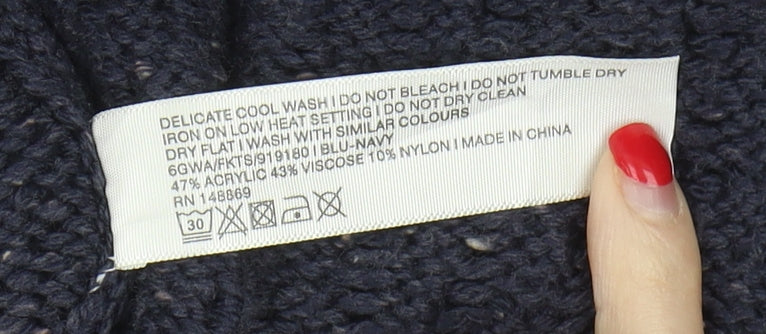 DELICATE COOL WASH | DO NOT BLEACH | DO NOT TUMBLE DRY
IRON ON LOW HEAT SETTING | DO NOT DRY CLEAN
DRY FLAT | WASH WITH SIMILAR COLOURS
6GWA/FKTS/919180 | BLU-NAVY
47% ACRYLIC 43% VISCOSE 10% NYLON | MADE IN CHINA
RN 148869
30